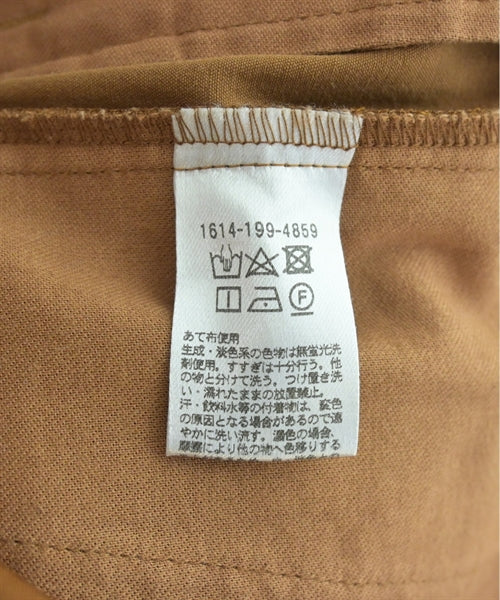 1614-199-4859
F
あて布使用
生成・淡色系の色物は無蛍光洗
剤使用。すすぎは十分行う。他
の物と分けて洗う。つけ置き洗
い・濡れたままの放置禁止。
汗・飲料水等の付着物は、変色
の原因となる場合があるので速
やかに洗い流す。濃色の場合、
摩擦により他の物へ色移りする